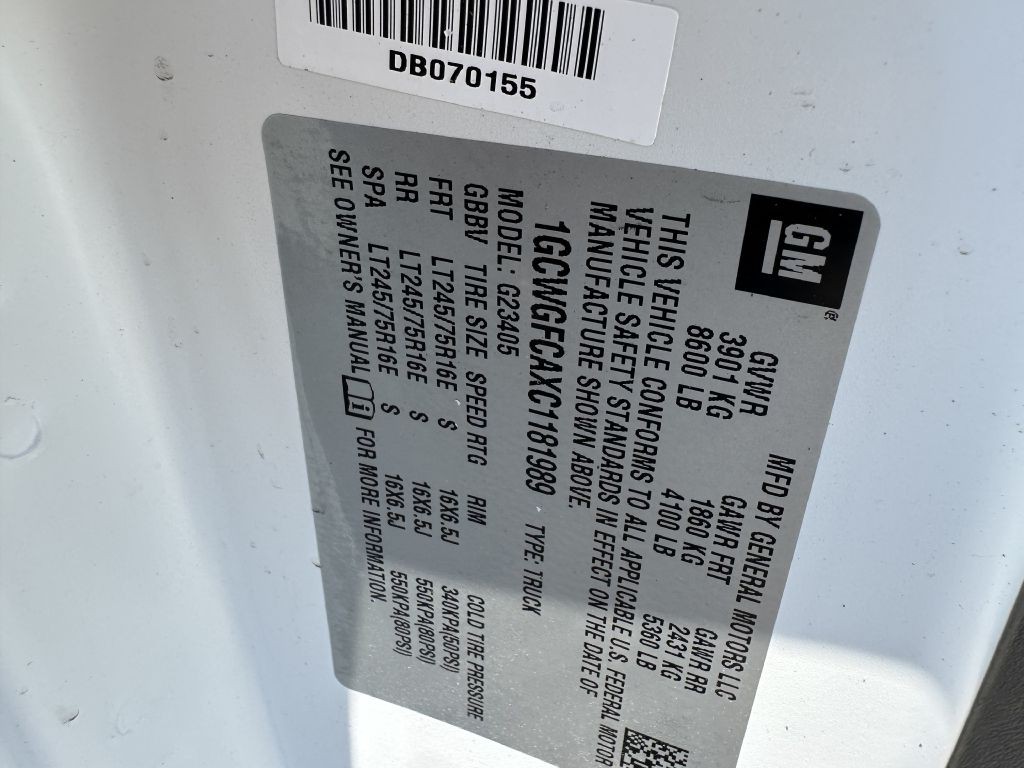 DB070155
GM
®
MFD BY GENERAL MOTORS LLC
GVWR GAWR FRT GAWR RR
3901 KG 1860 KG 2431 KG
8600 LB 4100 LB 5360 LB
THIS VEHICLE CONFORMS TO ALL APPLICABLE U.S. FEDERAL MOTOR
VEHICLE SAFETY STANDARDS IN EFFECT ON THE DATE OF
MANUFACTURE SHOWN ABOVE.
1GCWGFCAXC1181989 TYPE: TRUCK
MODEL: G23405
GBBV TIRE SIZE SPEED RTG RIM COLD TIRE PRESSURE
FRT LT245/75R16E S 16X6.5J 340KPA(50PSI)
RR LT245/75R16E S 16X6.5J 550KPA(80PSI)
SPA LT245/75R16E S 16X6.5J 550KPA(80PSI)
SEE OWNER'S MANUAL i FOR MORE INFORMATION.